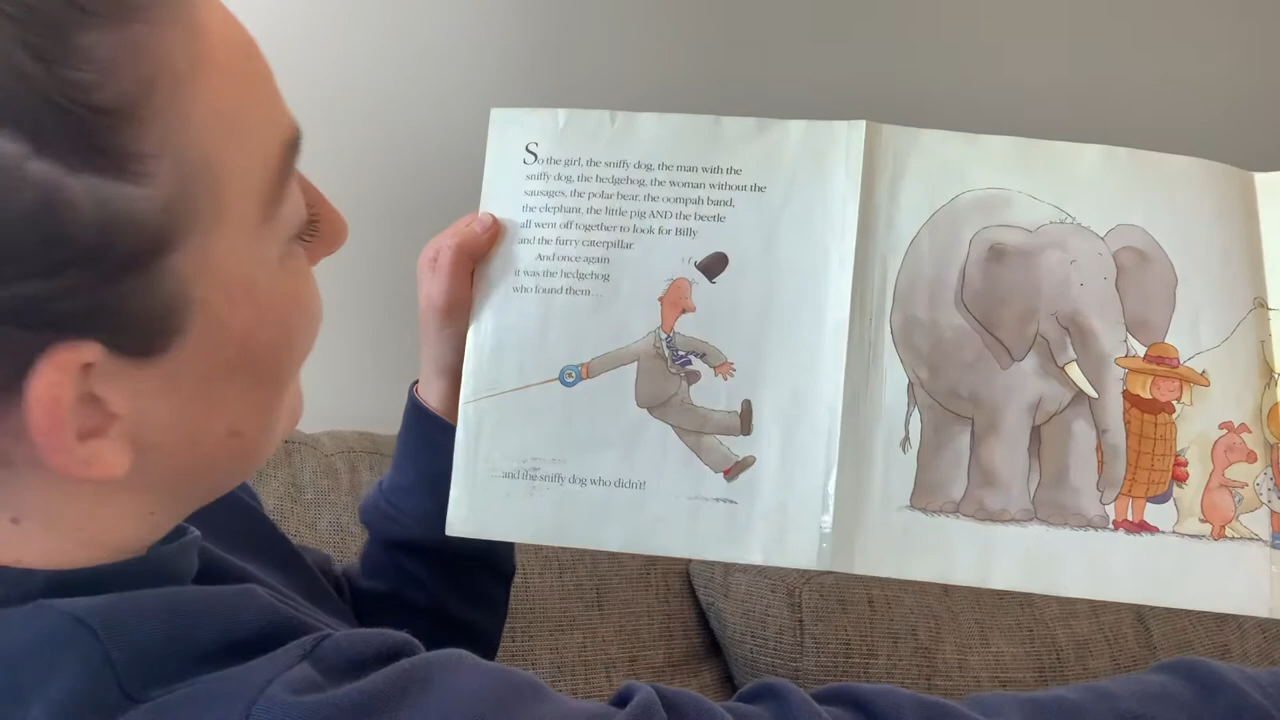 So the girl, the sniffy dog, the man with the
sniffy dog, the hedgehog, the woman without the
sausages, the polar bear, the oompah band,
the elephant, the little pig AND the beetle
all went off together to look for Billy
and the furry caterpillar.
And once again
it was the hedgehog
who found them...
...and the sniffy dog who didn't!